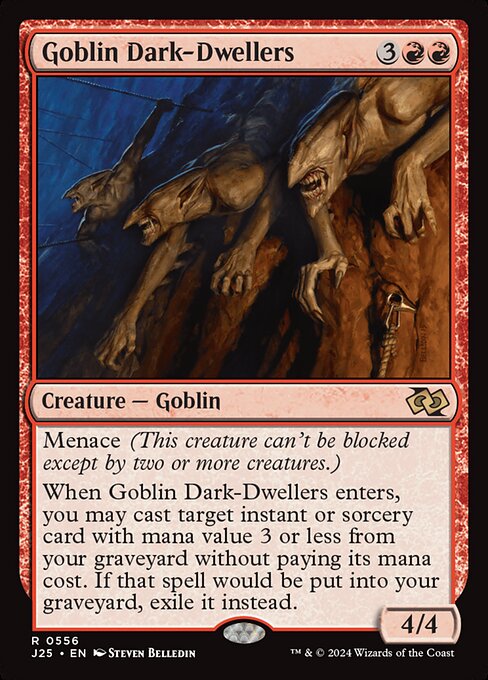 Goblin Dark-Dwellers 3
Creature — Goblin
Menace (This creature can't be blocked
except by two or more creatures.)
When Goblin Dark-Dwellers enters,
you may cast target instant or sorcery
card with mana value 3 or less from
your graveyard without paying its mana
cost. If that spell would be put into your
graveyard, exile it instead.
4/4
R 0556
J25 • EN Steven Belledin
™ & © 2024 Wizards of the Coast